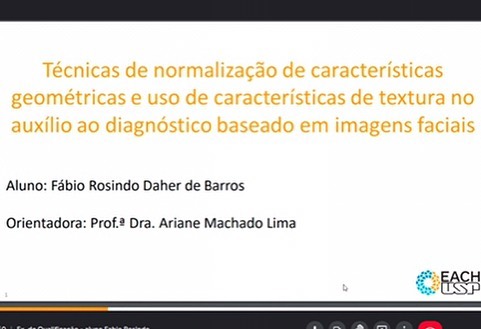 Técnicas de normalização de características
geométricas e uso de características de textura no
auxílio ao diagnóstico baseado em imagens faciais
Aluno: Fábio Rosindo Daher de Barros
Orientadora: Prof.ª Dra. Ariane Machado Lima
EACH
USP